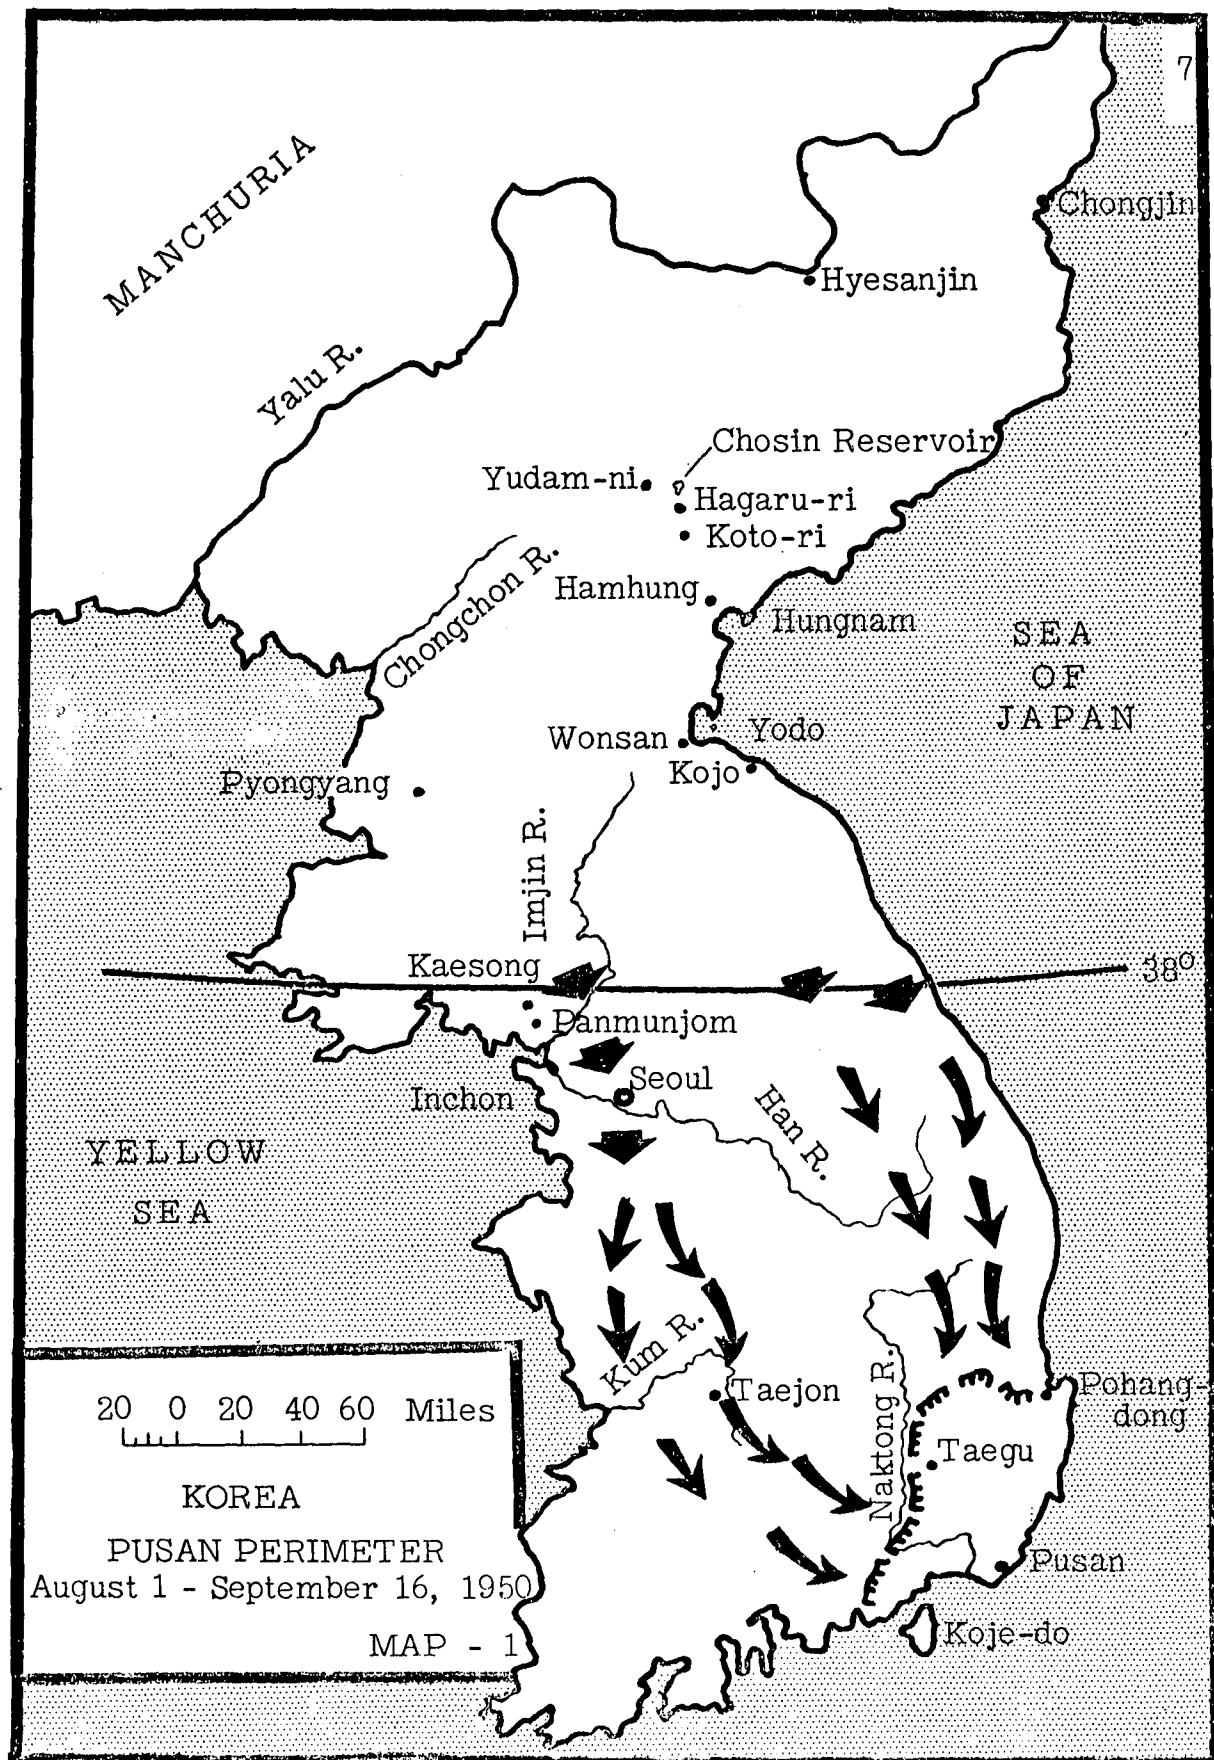 7
MANCHURIA
Chongjin
Hyesanjin
Yalu R.
Chosin Reservoir
Yudam-ni
Hagaru-ri
Koto-ri
Chongchon R.
Hamhung
Hungnam
SEA
OF
JAPAN
Yodo
Wonsan
Kojo
Pyongyang
Imjin R.
Kaesong
38°
Panmunjom
Seoul
Inchon
Han R.
YELLOW
SEA
Kum R.
Taejon
Naktong R.
Pohang-
dong
Taegu
Pusan
Koje-do
20 0 20 40 60 Miles
KOREA
PUSAN PERIMETER
August 1 - September 16, 1950
MAP - 1